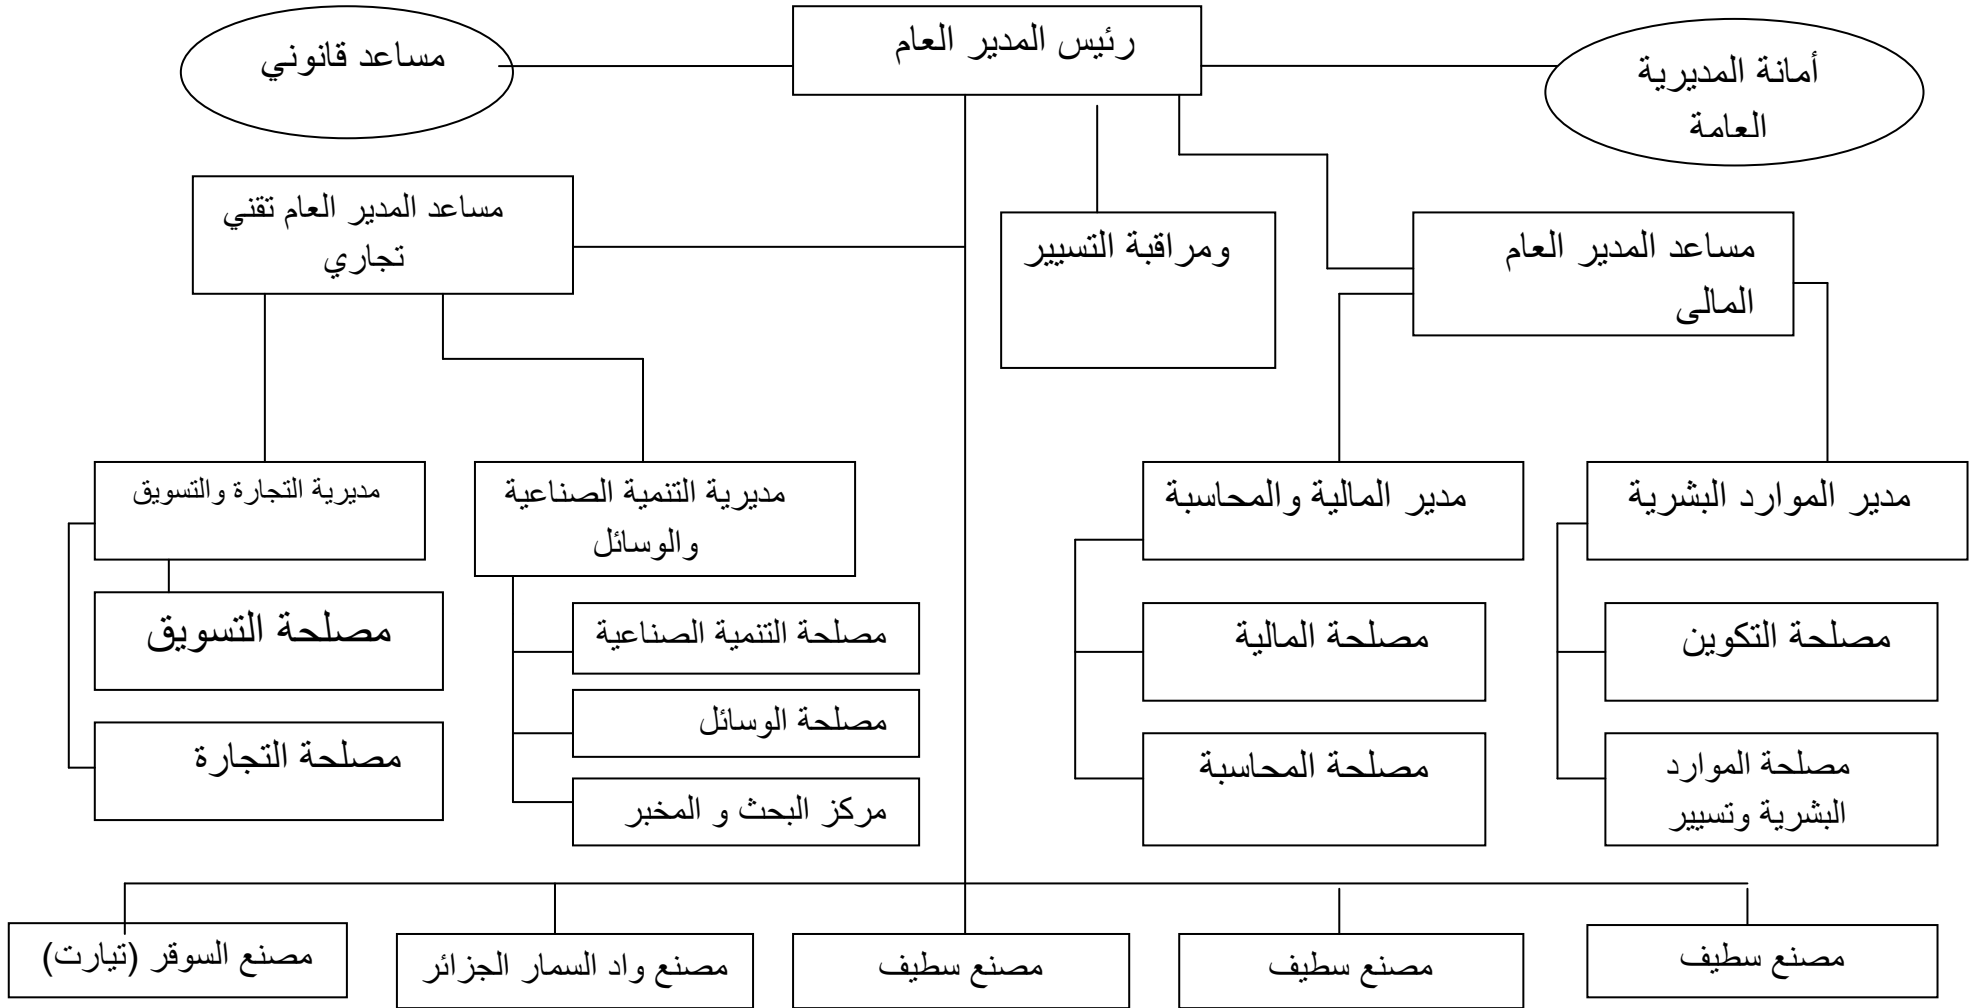 رئيس المدير العام
أمانة المديرية
العامة
مساعد قانوني
مساعد المدير العام
المالى
ومراقبة التسيير
مساعد المدير العام تقني
تجاري
مدير الموارد البشرية
مدير المالية والمحاسبة
مديرية التنمية الصناعية
والوسائل
مديرية التجارة والتسويق
مصلحة التكوين
مصلحة الموارد
البشرية وتسيير
مصلحة المالية
مصلحة المحاسبة
مصلحة التنمية الصناعية
مصلحة الوسائل
مركز البحث و المخبر
مصلحة التسويق
مصلحة التجارة
مصنع سطيف
مصنع سطيف
مصنع سطيف
مصنع واد السمار الجزائر
مصنع السوقر (تيارت)